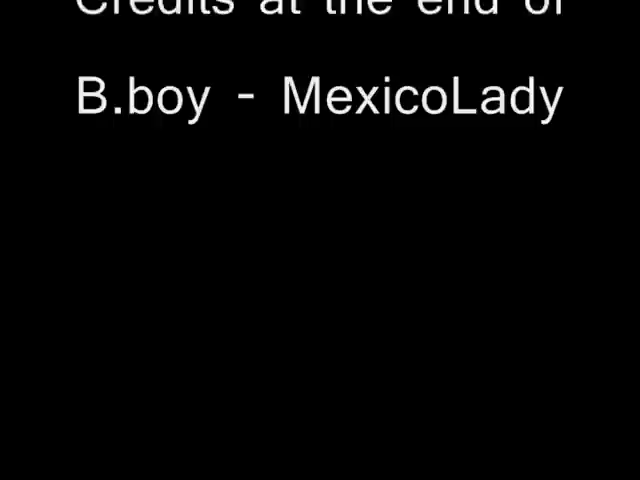 Credits at the end of
B.boy - MexicoLady